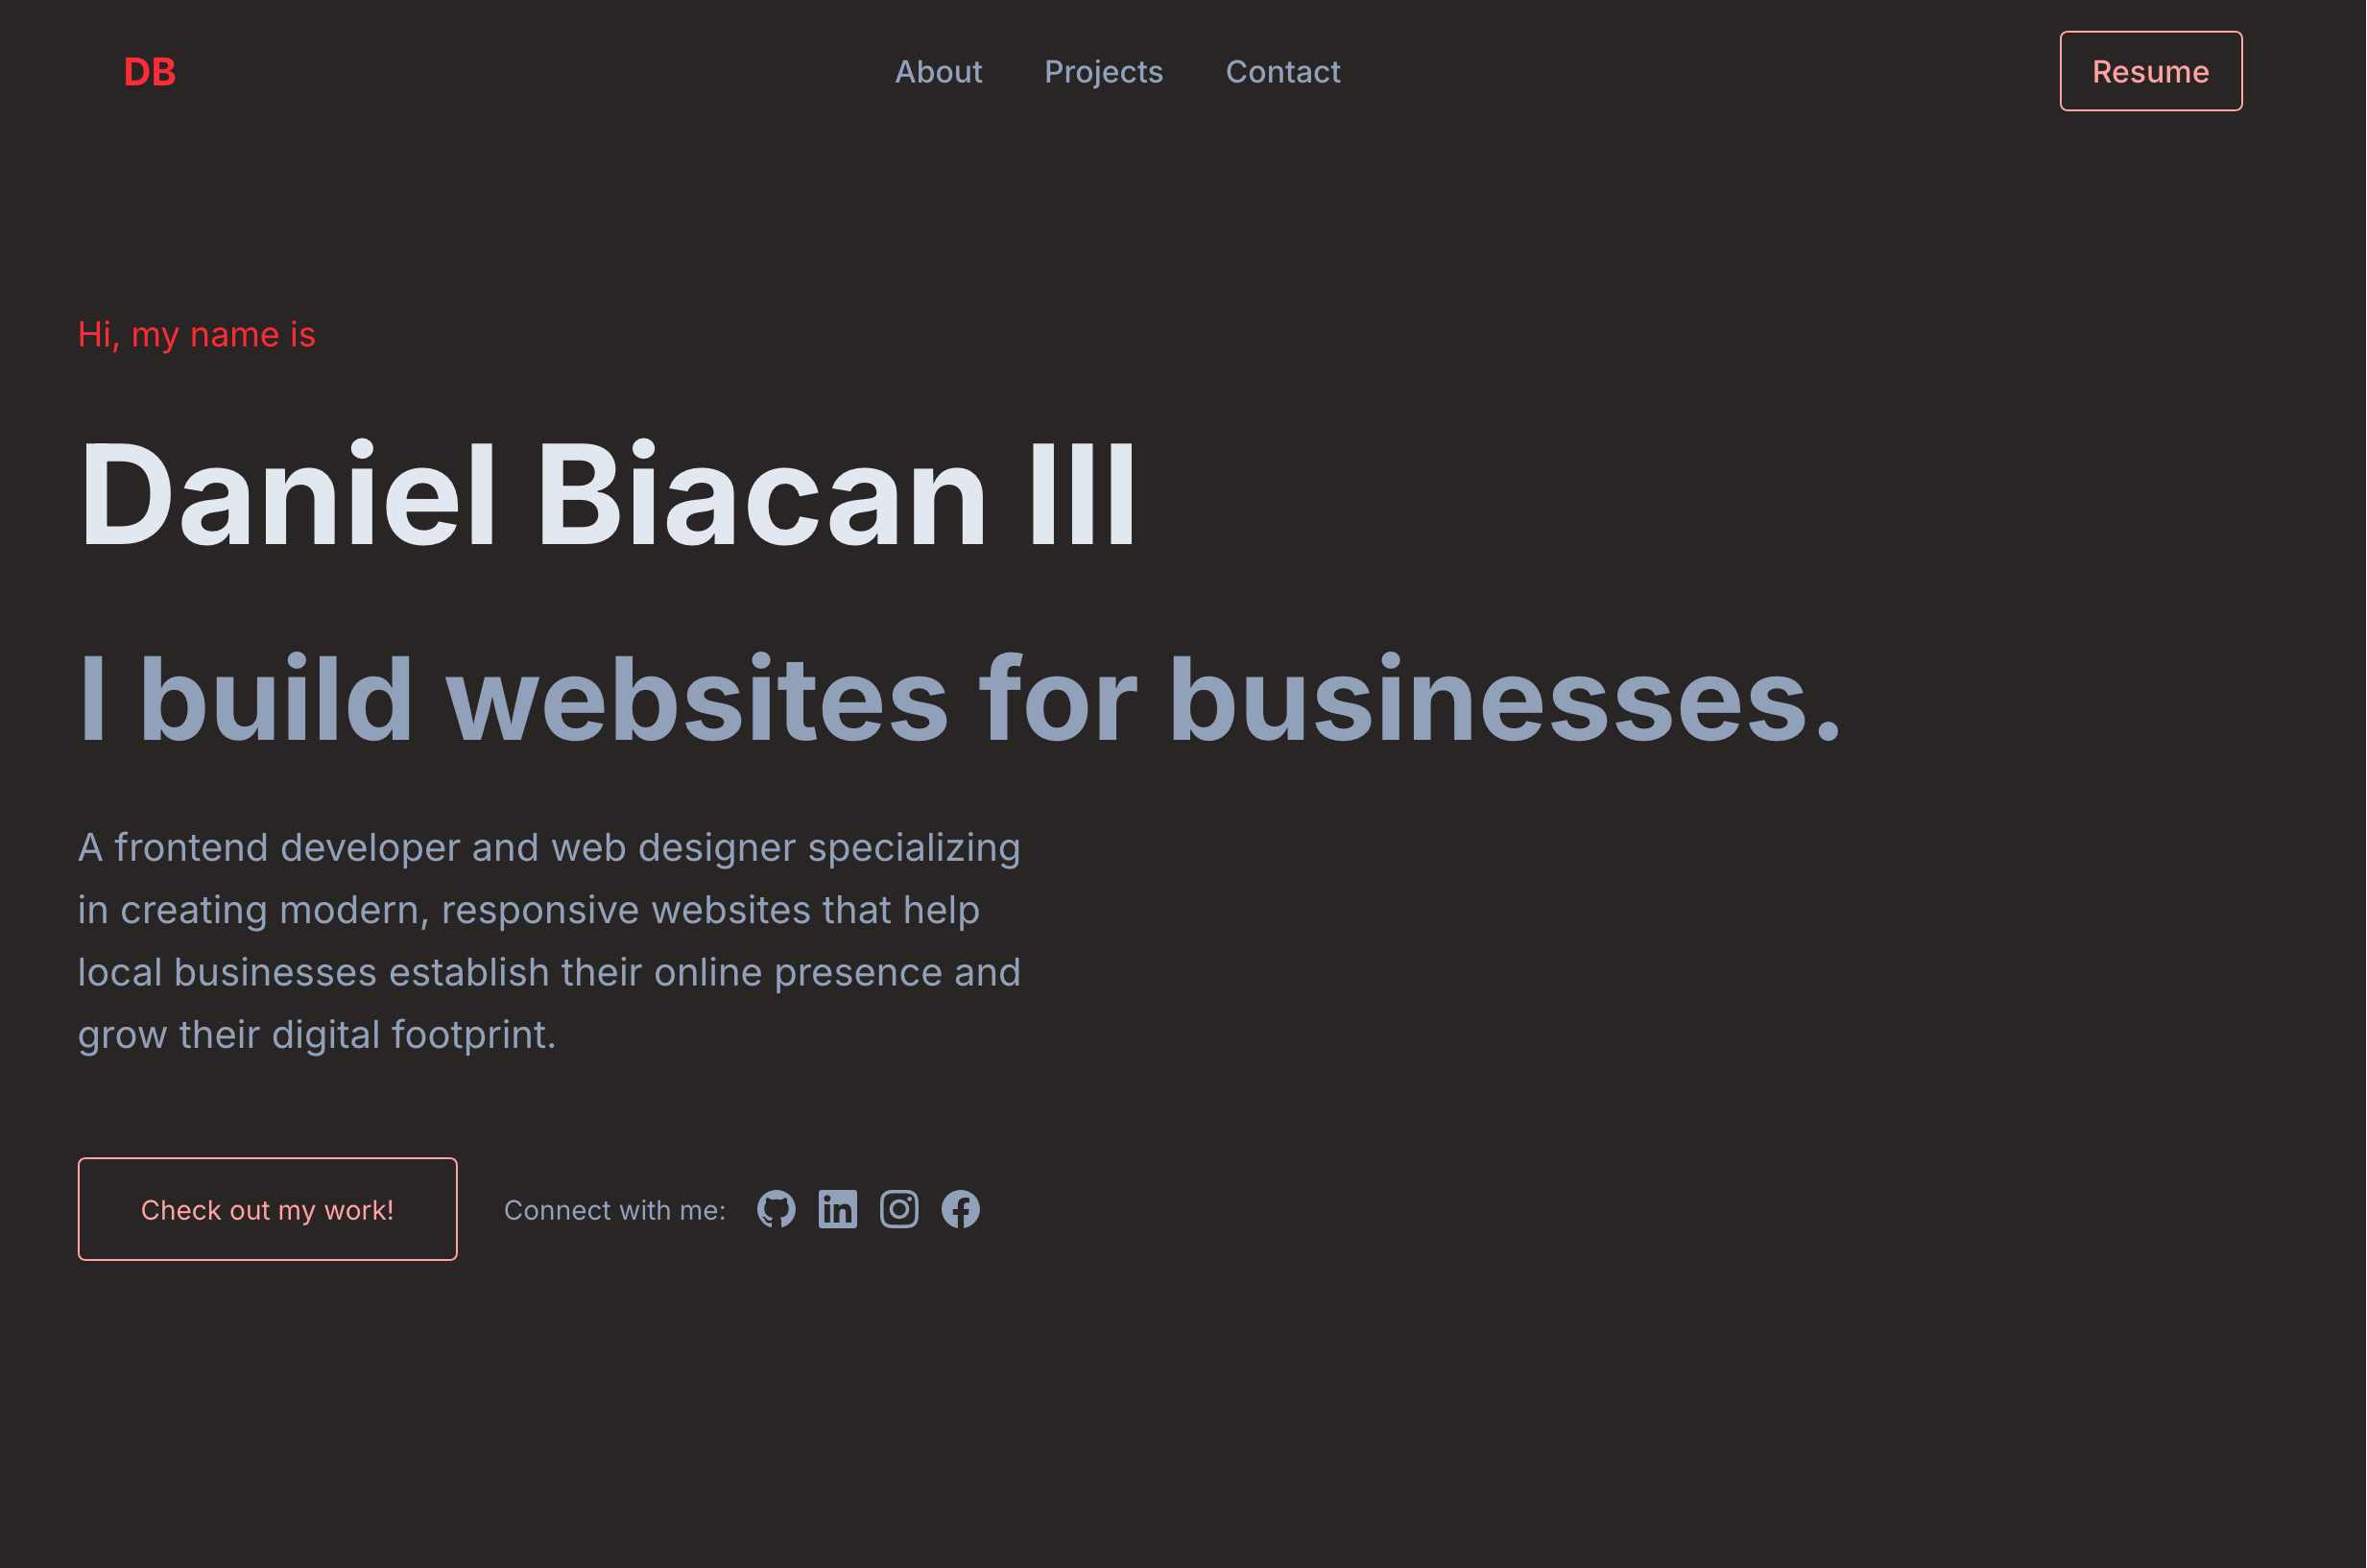 DB
About
Projects
Contact
Resume
Hi, my name is
Daniel Biacan III
I build websites for businesses.
A frontend developer and web designer specializing
in creating modern, responsive websites that help
local businesses establish their online presence and
grow their digital footprint.
Check out my work!
Connect with me: